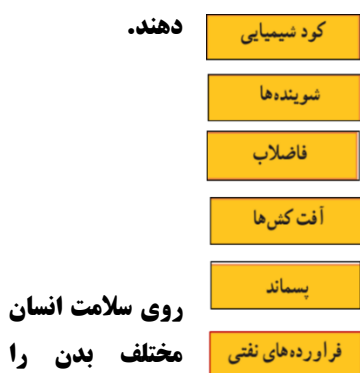 کود شیمیایی
شوینده‌ها
فاضلاب
آفت کش‌ها
پسماند
فراورده‌های نفتی
دهند.
روی سلامت انسان
مختلف بدن را